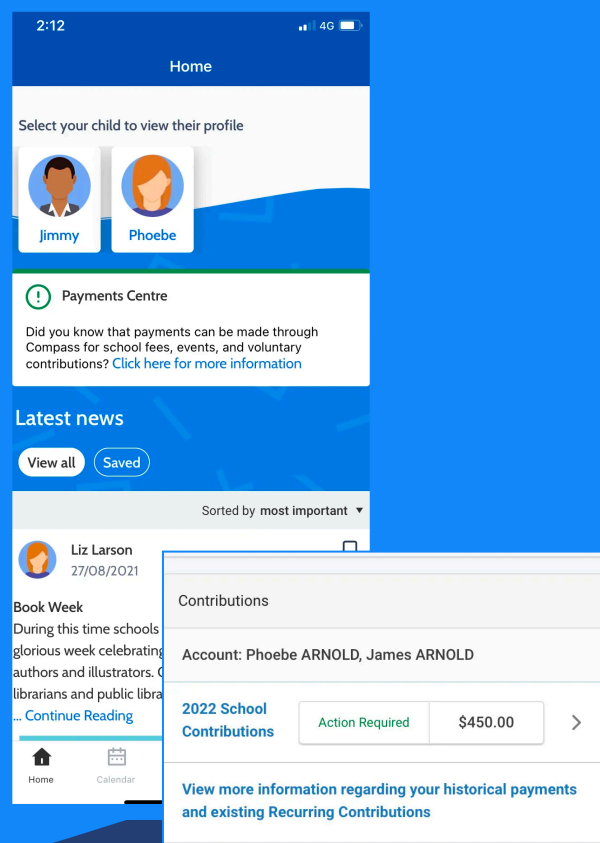 2:12
4G
Home
Select your child to view their profile
Jimmy
Phoebe
Payments Centre
Did you know that payments can be made through
Compass for school fees, events, and voluntary
contributions? Click here for more information
Latest news
View all
Saved
Sorted by most important
Liz Larson
27/08/2021
Book Week
During this time schools
glorious week celebrating
authors and illustrators.
librarians and public
... Continue Reading
Home
Calendar
Contributions
Account: Phoebe ARNOLD, James ARNOLD
2022 School
Contributions
Action Required
$450.00
View more information regarding your historical payments
and existing Recurring Contributions